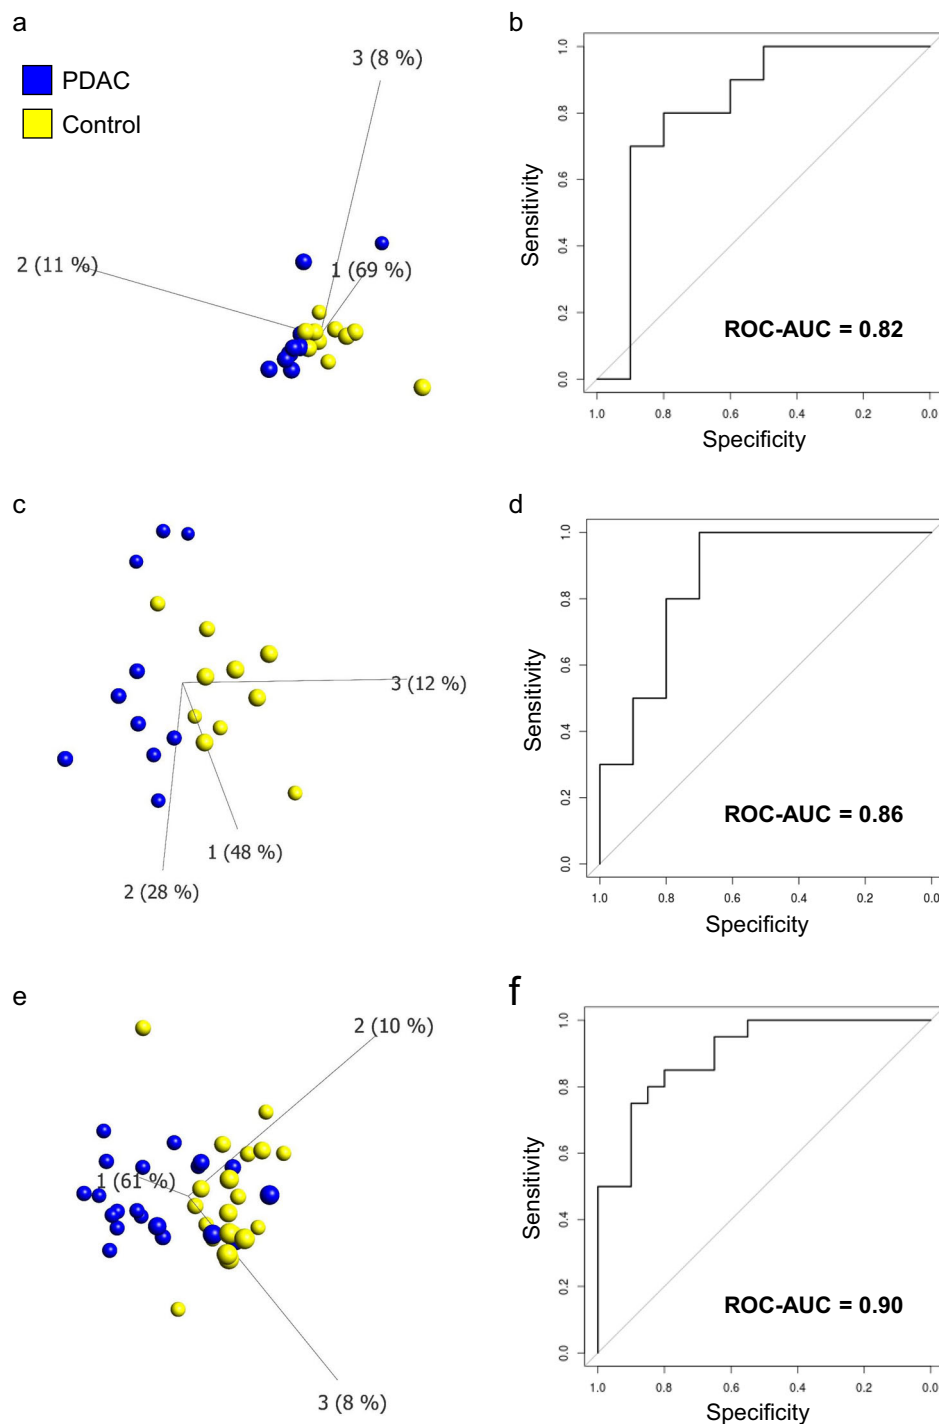 a
PDAC
Control
3 (8 %)
2 (11 %)
1 (69 %)
b
1.0
0.8
0.6
0.4
0.2
0.0
Sensitivity
ROC-AUC = 0.82
1.0 0.8 0.6 0.4 0.2 0.0
Specificity
c
3 (12 %)
1 (48 %)
2 (28 %)
d
1.0
0.8
0.6
0.4
0.2
0.0
Sensitivity
ROC-AUC = 0.86
1.0 0.8 0.6 0.4 0.2 0.0
Specificity
e
2 (10 %)
1 (61 %)
3 (8 %)
f
1.0
0.8
0.6
0.4
0.2
0.0
Sensitivity
ROC-AUC = 0.90
1.0 0.8 0.6 0.4 0.2 0.0
Specificity